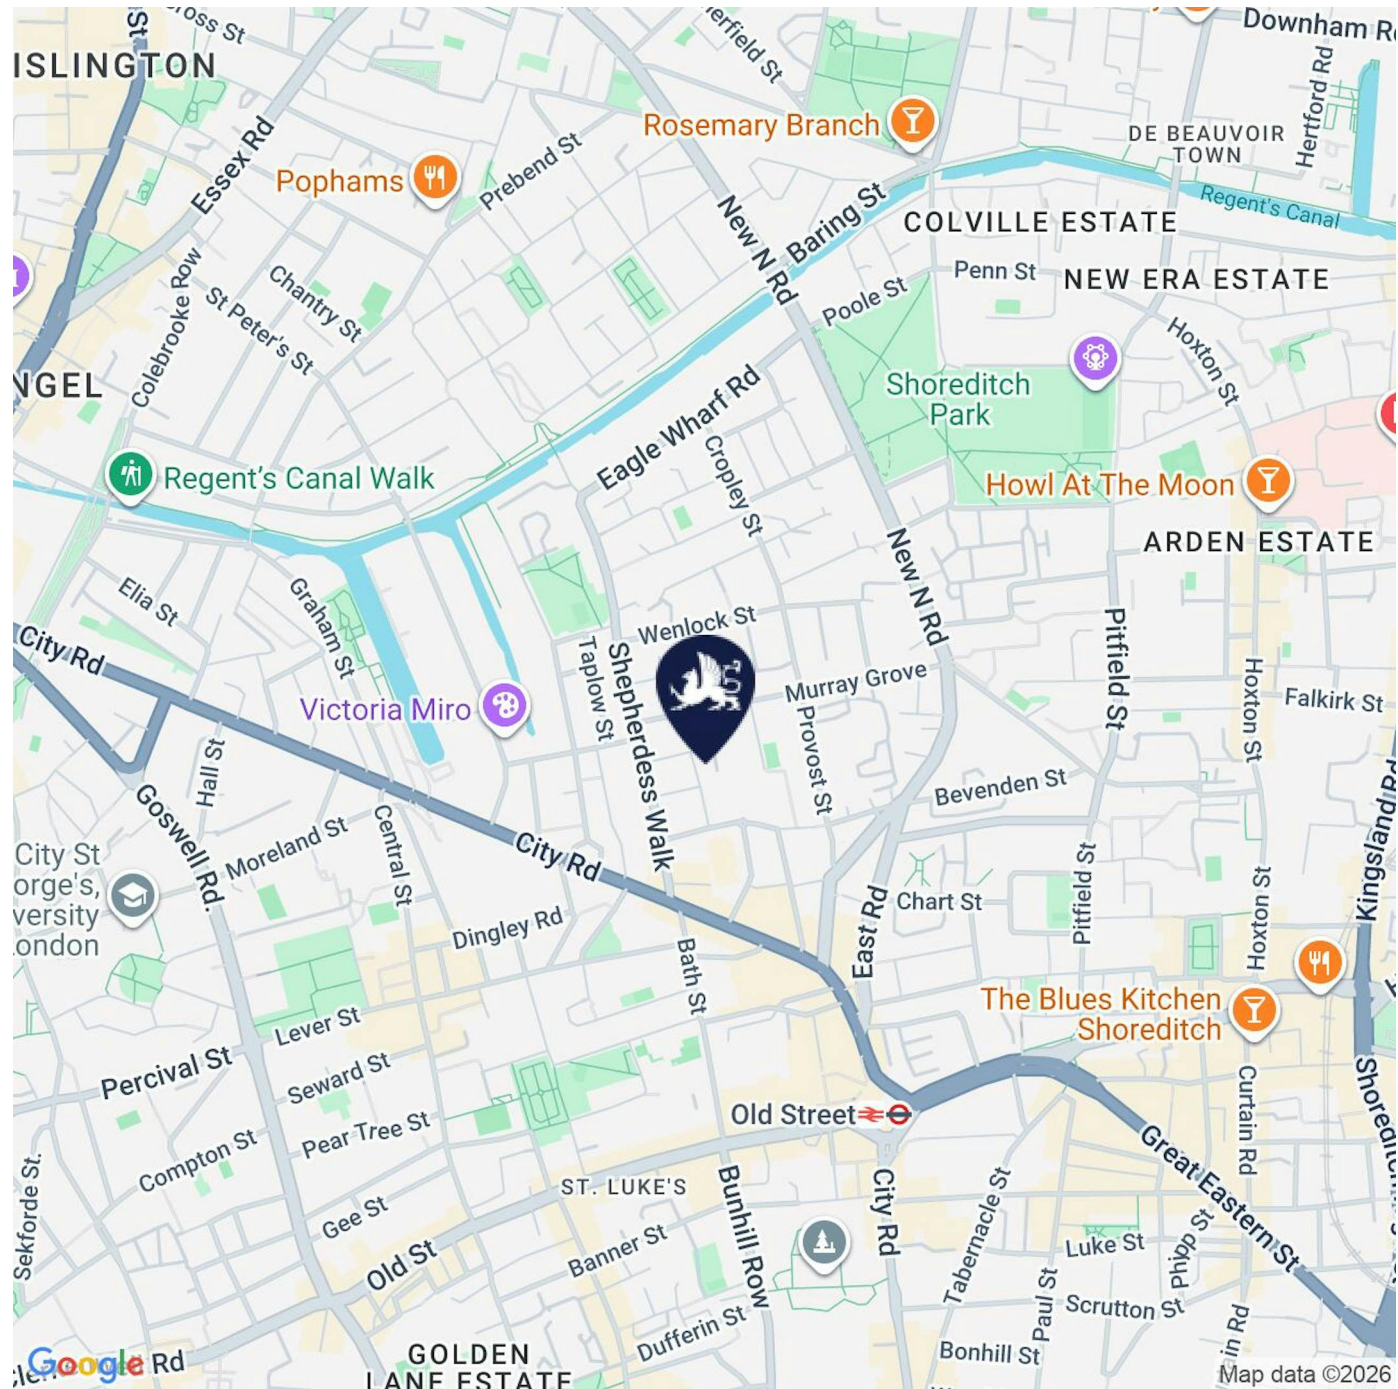 ross St
St
ISLINGTON
Essex Rd
erfield St
Downham R
Hertford Rd
Rosemary Branch
DE BEAUVOIR
TOWN
Pophams
Prebend St
Regent's Canal
New N Rd
Baring St
COLVILLE ESTATE
Penn St
NEW ERA ESTATE
Colebrooke Row
Chantry St
St Peter's St
Poole St
Hoxton St
NGEL
Shoreditch
Park
Eagle Wharf Rd
Cropley St
Regent's Canal Walk
Howl At The Moon
ARDEN ESTATE
New N Rd
Elia St
Graham St
City Rd
Wenlock St
Taplow St
Shepherdess Walk
Murray Grove
Pitfield St
Hoxton St
Falkirk St
Victoria Miro
Provost St
Hall St
Goswell Rd.
Bevenden St
Kingsland Rd
Moreland St
Central St
City Rd
City St
orge's,
versity
ondon
Chart St
Pitfield St
Hoxton St
East Rd
Dingley Rd
Bath St
The Blues Kitchen
Shoreditch
Lever St
Percival St
Seward St
Curtain Rd
Old Street
Pear Tree St
Compton St
Great Eastern St
Sekforde St.
ST. LUKE'S
Bunhill Row
City Rd
Tabernacle St
Gee St
Banner St
Luke St
Phipp St
Old St
Paul St
Scrutton St
Dufferin St
Bonhill St
ain Rd
GOLDEN
LANE ESTATE
Google
Rd
Map data ©2026